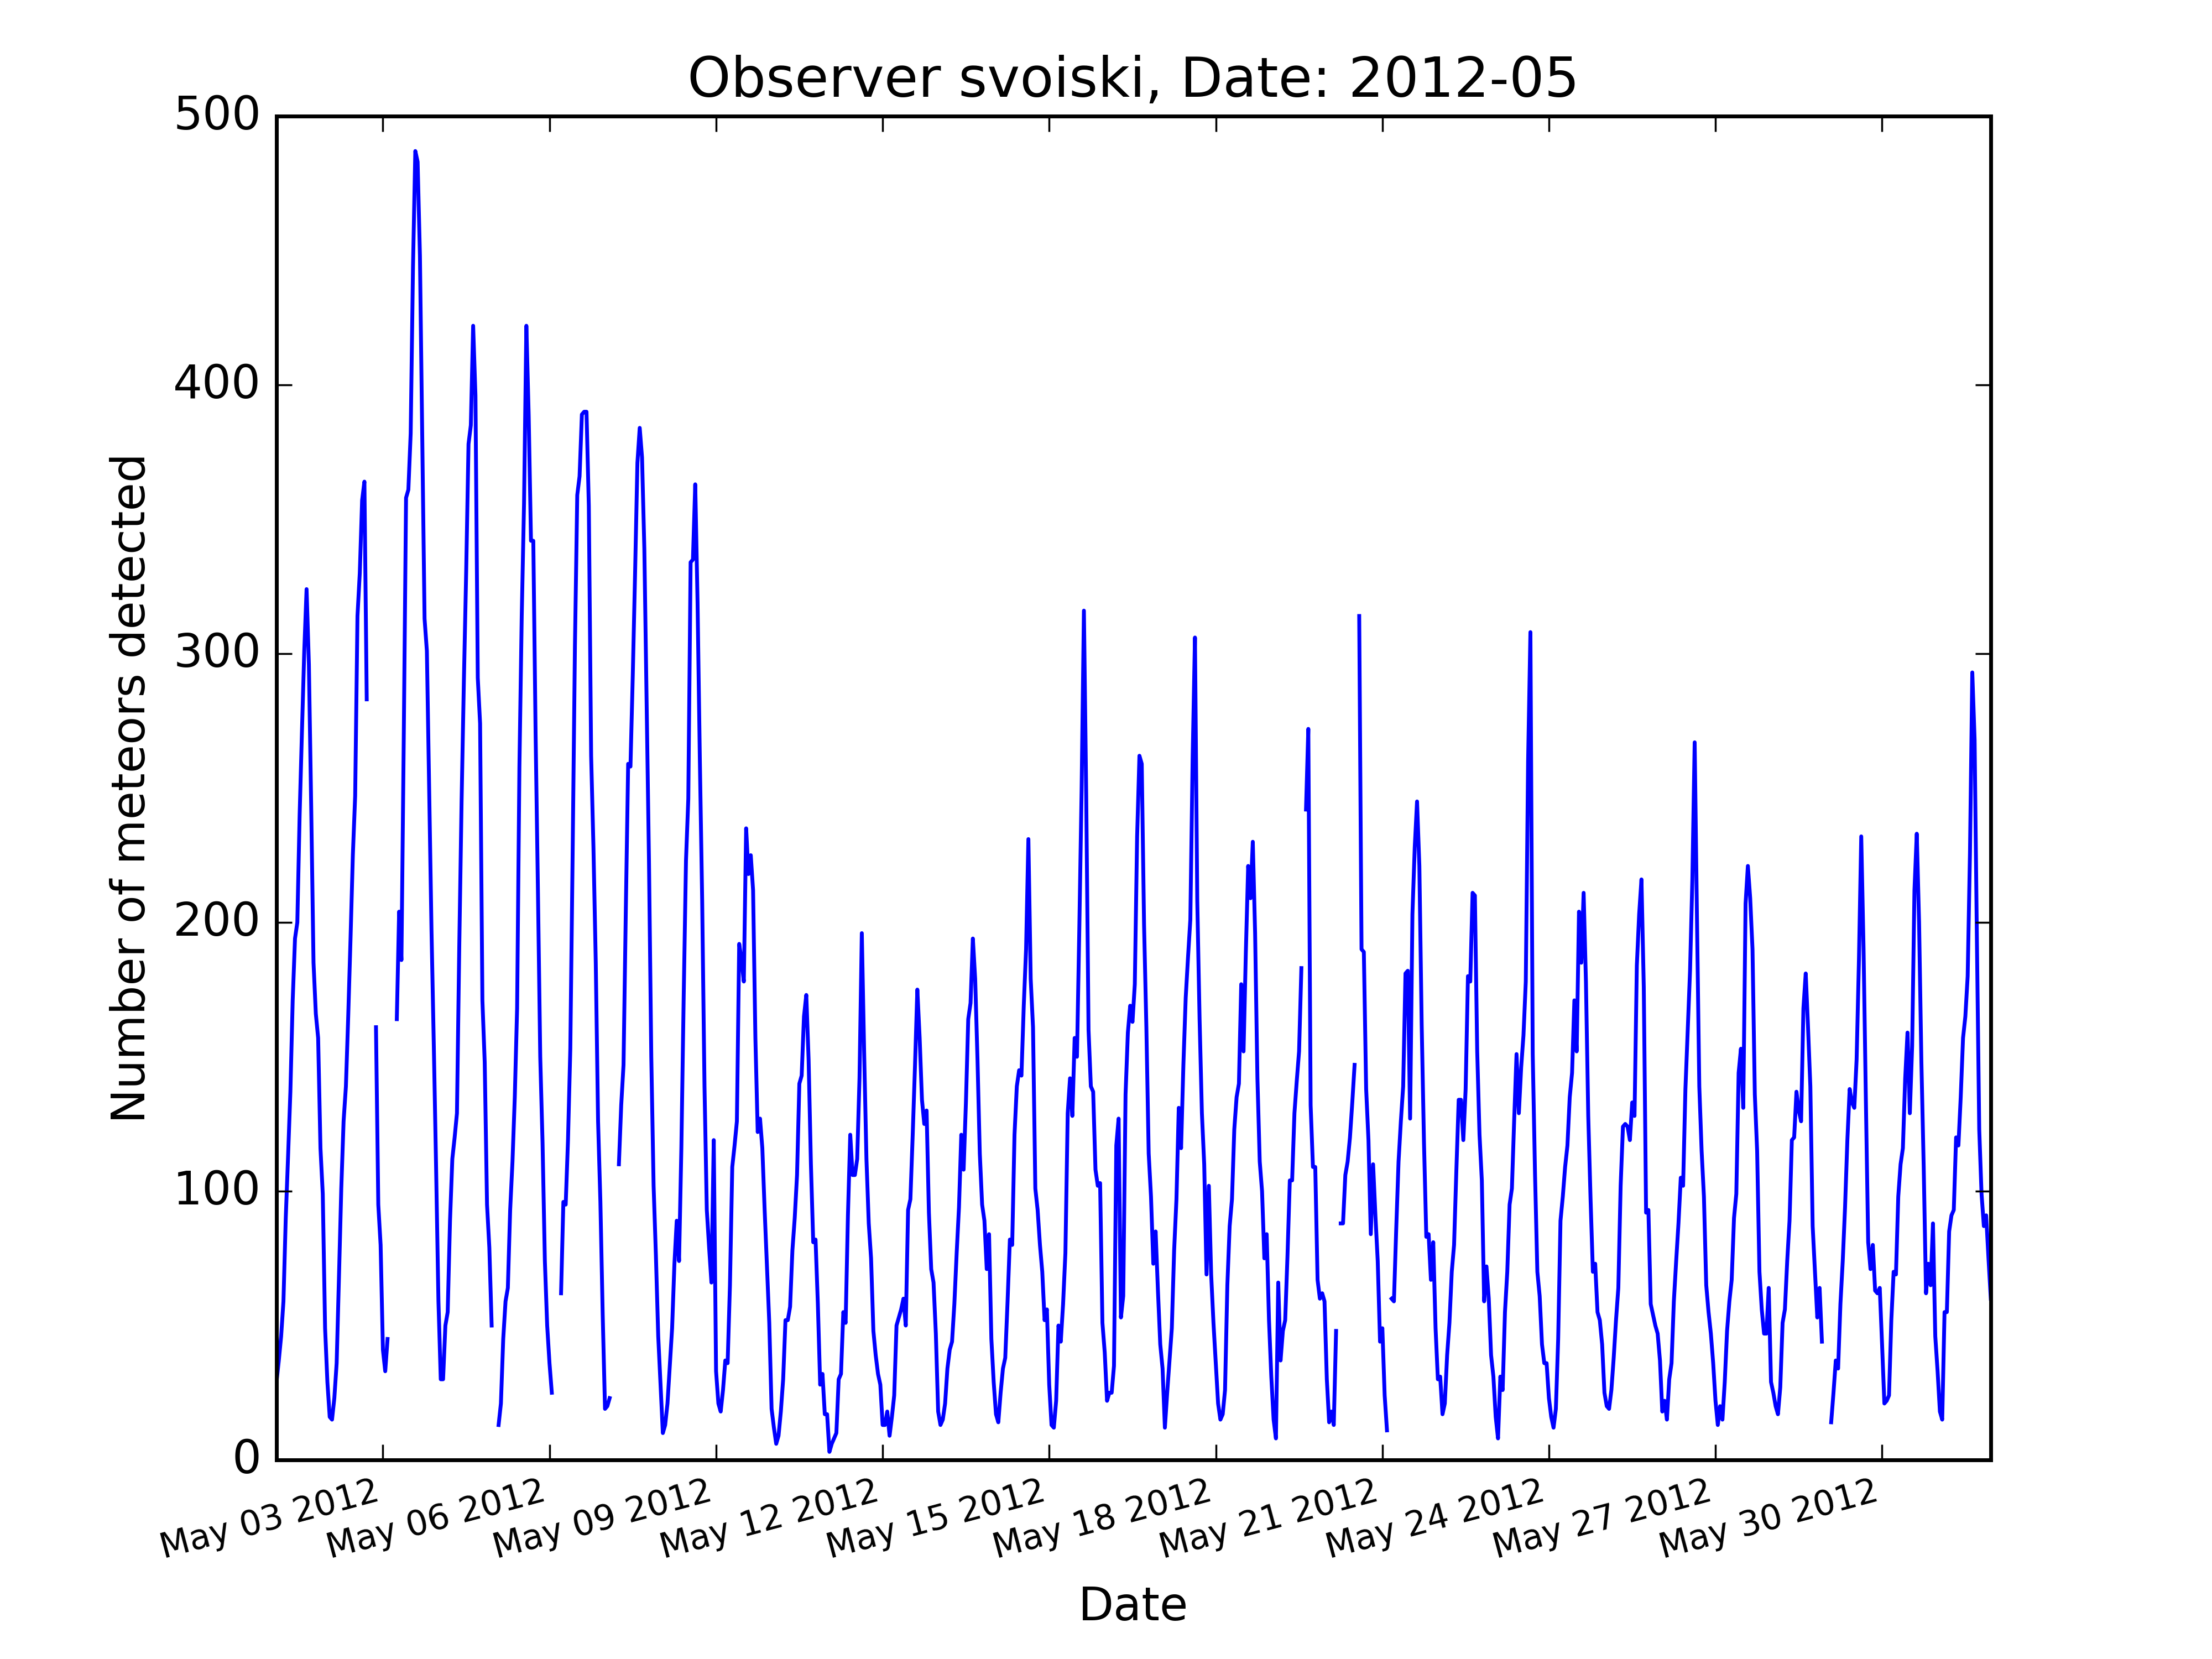 Observer svoiski, Date: 2012-05
500
400
300
200
100
0
Number of meteors detected
May 03 2012
May 06 2012
May 09 2012
May 12 2012
May 15 2012
May 18 2012
May 21 2012
May 24 2012
May 27 2012
May 30 2012
Date